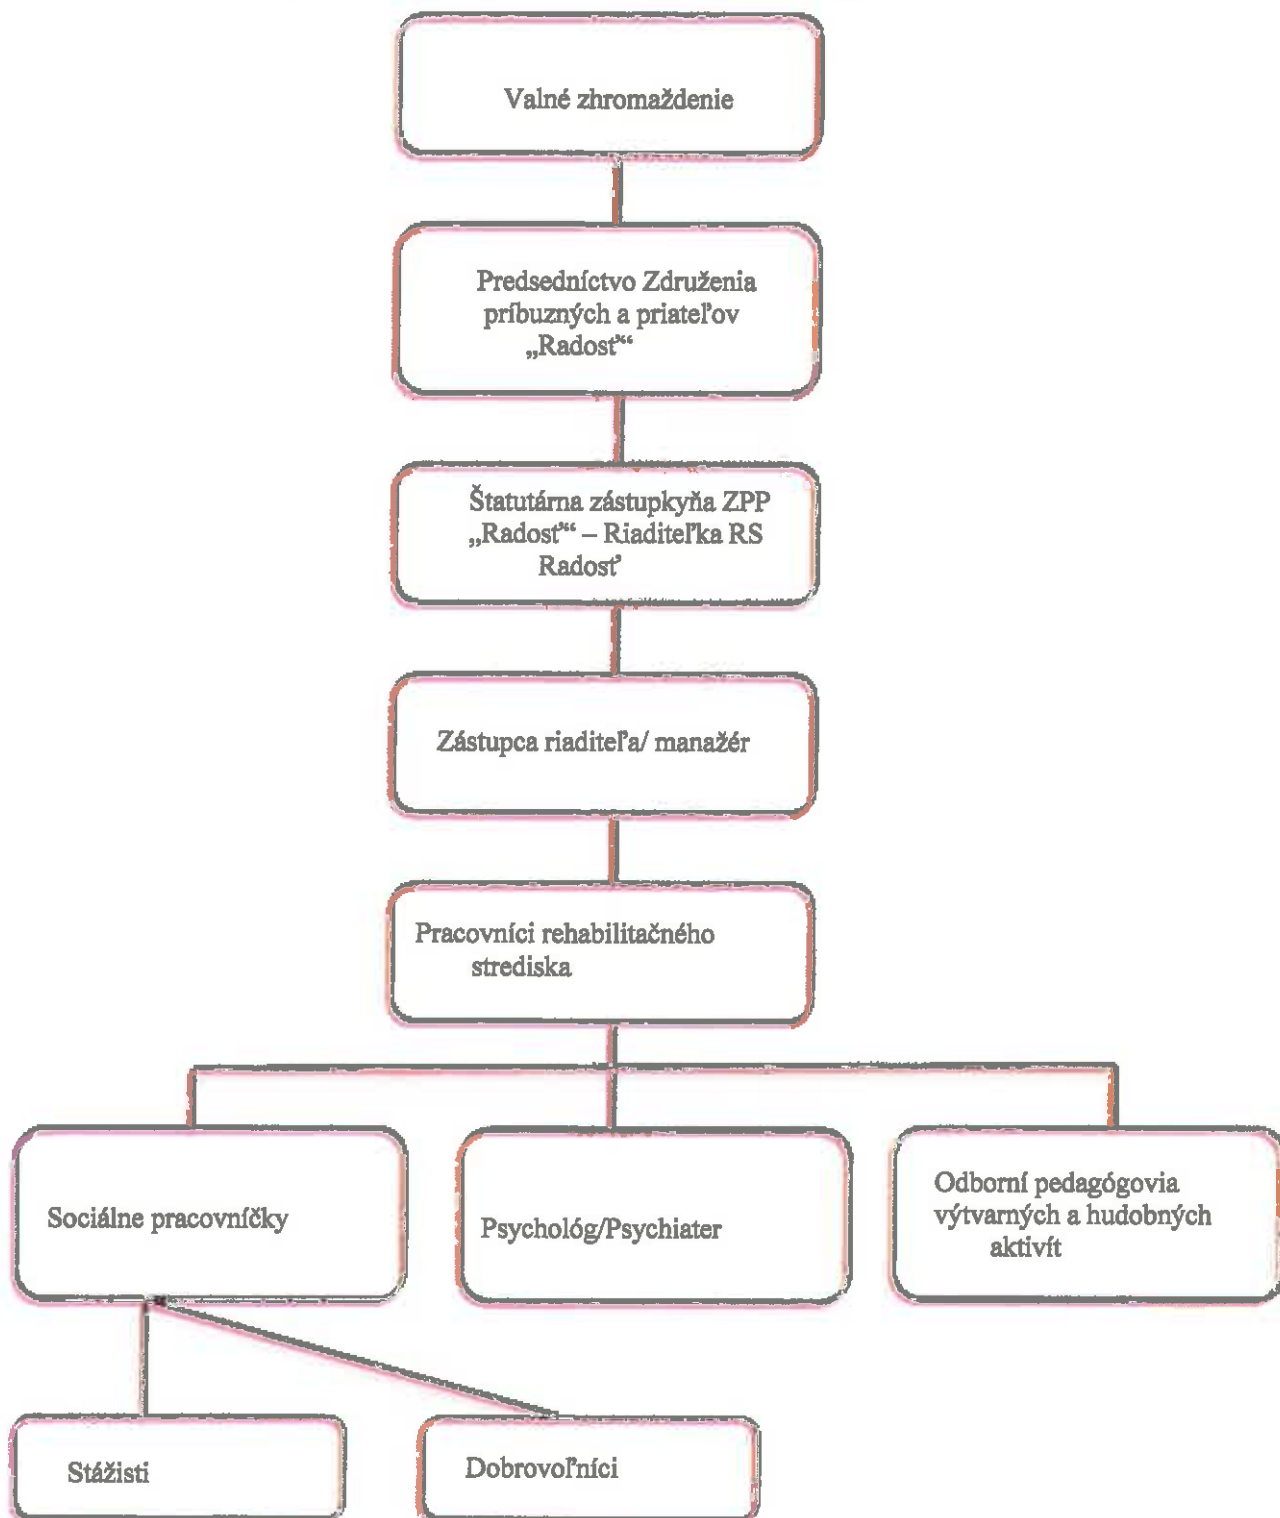 Valné zhromaždenie
Predsedníctvo Združenia
príbuzných a priateľov
„Radosť“
Štatutárna zástupkyňa ZPP
„Radosť“ – Riaditeľka RS
Radosť
Zástupca riaditeľa/ manažér
Pracovníci rehabilitačného
strediska
Sociálne pracovníčky
Psychológ/Psychiater
Odborní pedagógovia
výtvarných a hudobných
aktivít
Stážisti
Dobrovoľníci